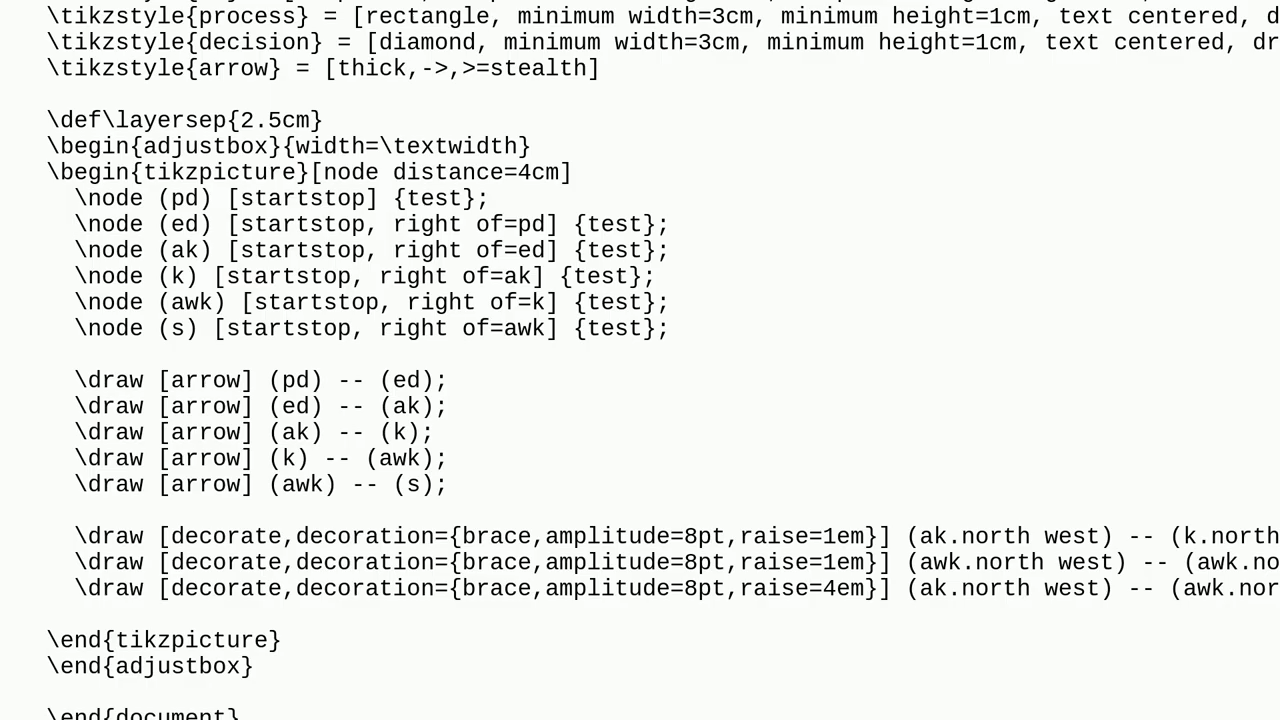 \tikzstyle{process} = [rectangle, minimum width=3cm, minimum height=1cm, text centered, d
\tikzstyle{decision} = [diamond, minimum width=3cm, minimum height=1cm, text centered, dr
\tikzstyle{arrow} = [thick,->,>=stealth]
\def\layersep{2.5cm}
\begin{adjustbox}{width=\textwidth}
\begin{tikzpicture}[node distance=4cm]
\node (pd) [startstop] {test};
\node (ed) [startstop, right of=pd] {test};
\node (ak) [startstop, right of=ed] {test};
\node (k) [startstop, right of=ak] {test};
\node (awk) [startstop, right of=k] {test};
\node (s) [startstop, right of=awk] {test};
\draw [arrow] (pd) -- (ed);
\draw [arrow] (ed) -- (ak);
\draw [arrow] (ak) -- (k);
\draw [arrow] (k) -- (awk);
\draw [arrow] (awk) -- (s);
\draw [decorate,decoration={brace,amplitude=8pt,raise=1em}] (ak.north west) -- (k.north
\draw [decorate,decoration={brace,amplitude=8pt,raise=1em}] (awk.north west) -- (awk.no
\draw [decorate,decoration={brace,amplitude=8pt,raise=4em}] (ak.north west) -- (awk.nor
\end{tikzpicture}
\end{adjustbox}
\end{document}